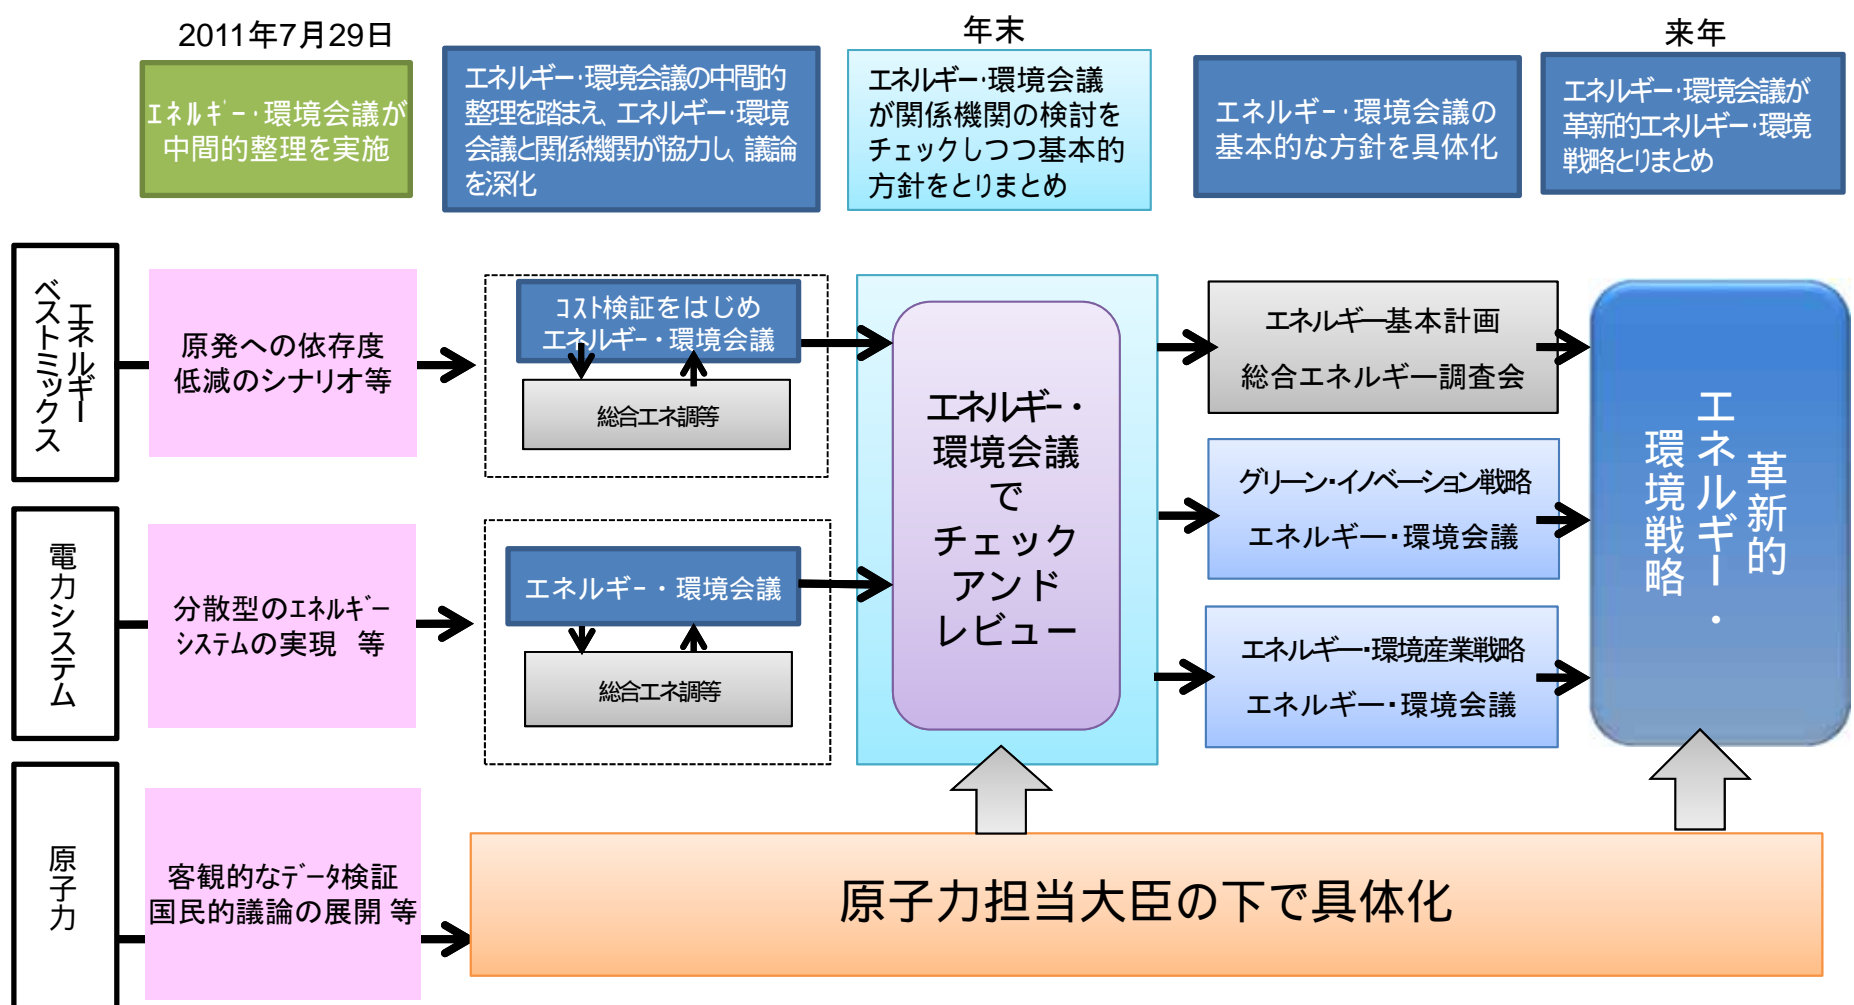 2011年7月29日
年末
来年
エネルギー・環境会議が
中間的整理を実施
エネルギー・環境会議の中間的
整理を踏まえ、エネルギー・環境
会議と関係機関が協力し、議論
を深化
エネルギー・環境会議
が関係機関の検討を
チェックしつつ基本的
方針をとりまとめ
エネルギー・環境会議の
基本的な方針を具体化
エネルギー・環境会議が
革新的エネルギー・環境
戦略とりまとめ
エネルギー
ベストミックス
原発への依存度
低減のシナリオ等
コスト検証をはじめ
エネルギー・環境会議
総合エネ調等
電力システム
分散型のエネルギー
システムの実現 等
エネルギー・環境会議
総合エネ調等
エネルギー・
環境会議
で
チェック
アンド
レビュー
エネルギー基本計画
総合エネルギー調査会
グリーン・イノベーション戦略
エネルギー・環境会議
エネルギー・環境産業戦略
エネルギー・環境会議
革新的
エネルギー・
環境戦略
原子力
客観的なデータ検証
国民的議論の展開 等
原子力担当大臣の下で具体化